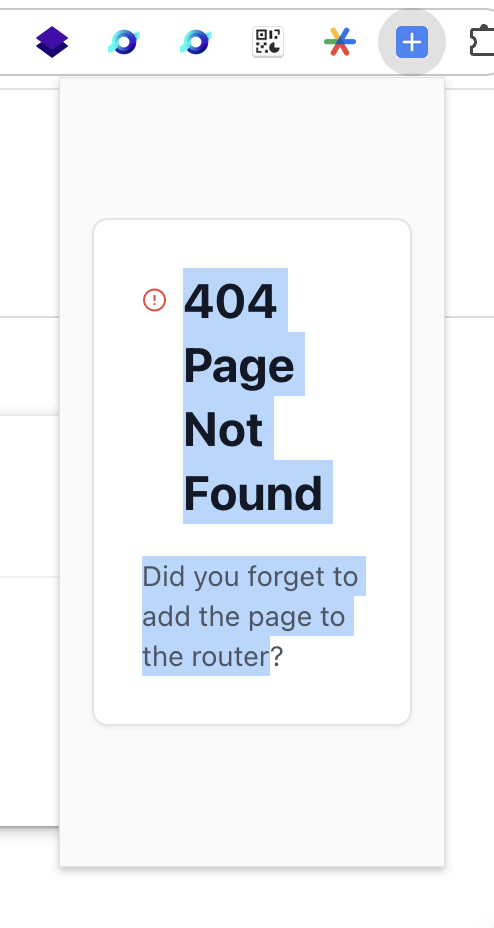 404
Page
Not
Found
Did you forget to
add the page to
the router?